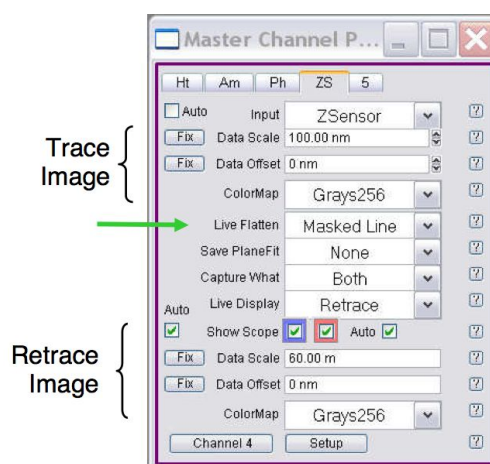 Master Channel P...
Ht Am Ph ZS 5
Auto Input ZSensor ?
Trace Image
Fix Data Scale 100.00 nm ?
Fix Data Offset 0 nm ?
ColorMap Grays256 ?
Live Flatten Masked Line ?
Save PlaneFit None ?
Capture What Both ?
Auto Live Display Retrace ?
Show Scope Auto ?
Retrace Image
Fix Data Scale 60.00 m ?
Fix Data Offset 0 nm ?
ColorMap Grays256 ?
Channel 4 Setup ?